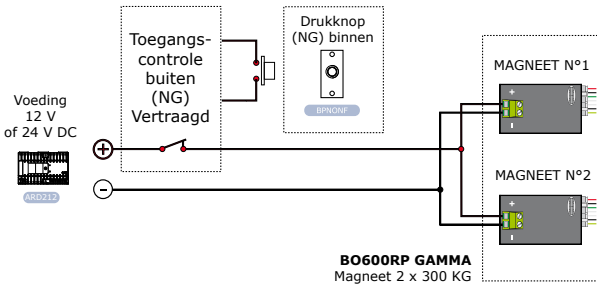 Toegangs-
controle
buiten
(NG)
Vertraagd
Drukknop
(NG) binnen
BPNONF
Voeding
12 V
of 24 V DC
ARD212
+
-
MAGNEET N°1
+
-
MAGNEET N°2
+
-
BO600RP GAMMA
Magneet 2 x 300 KG